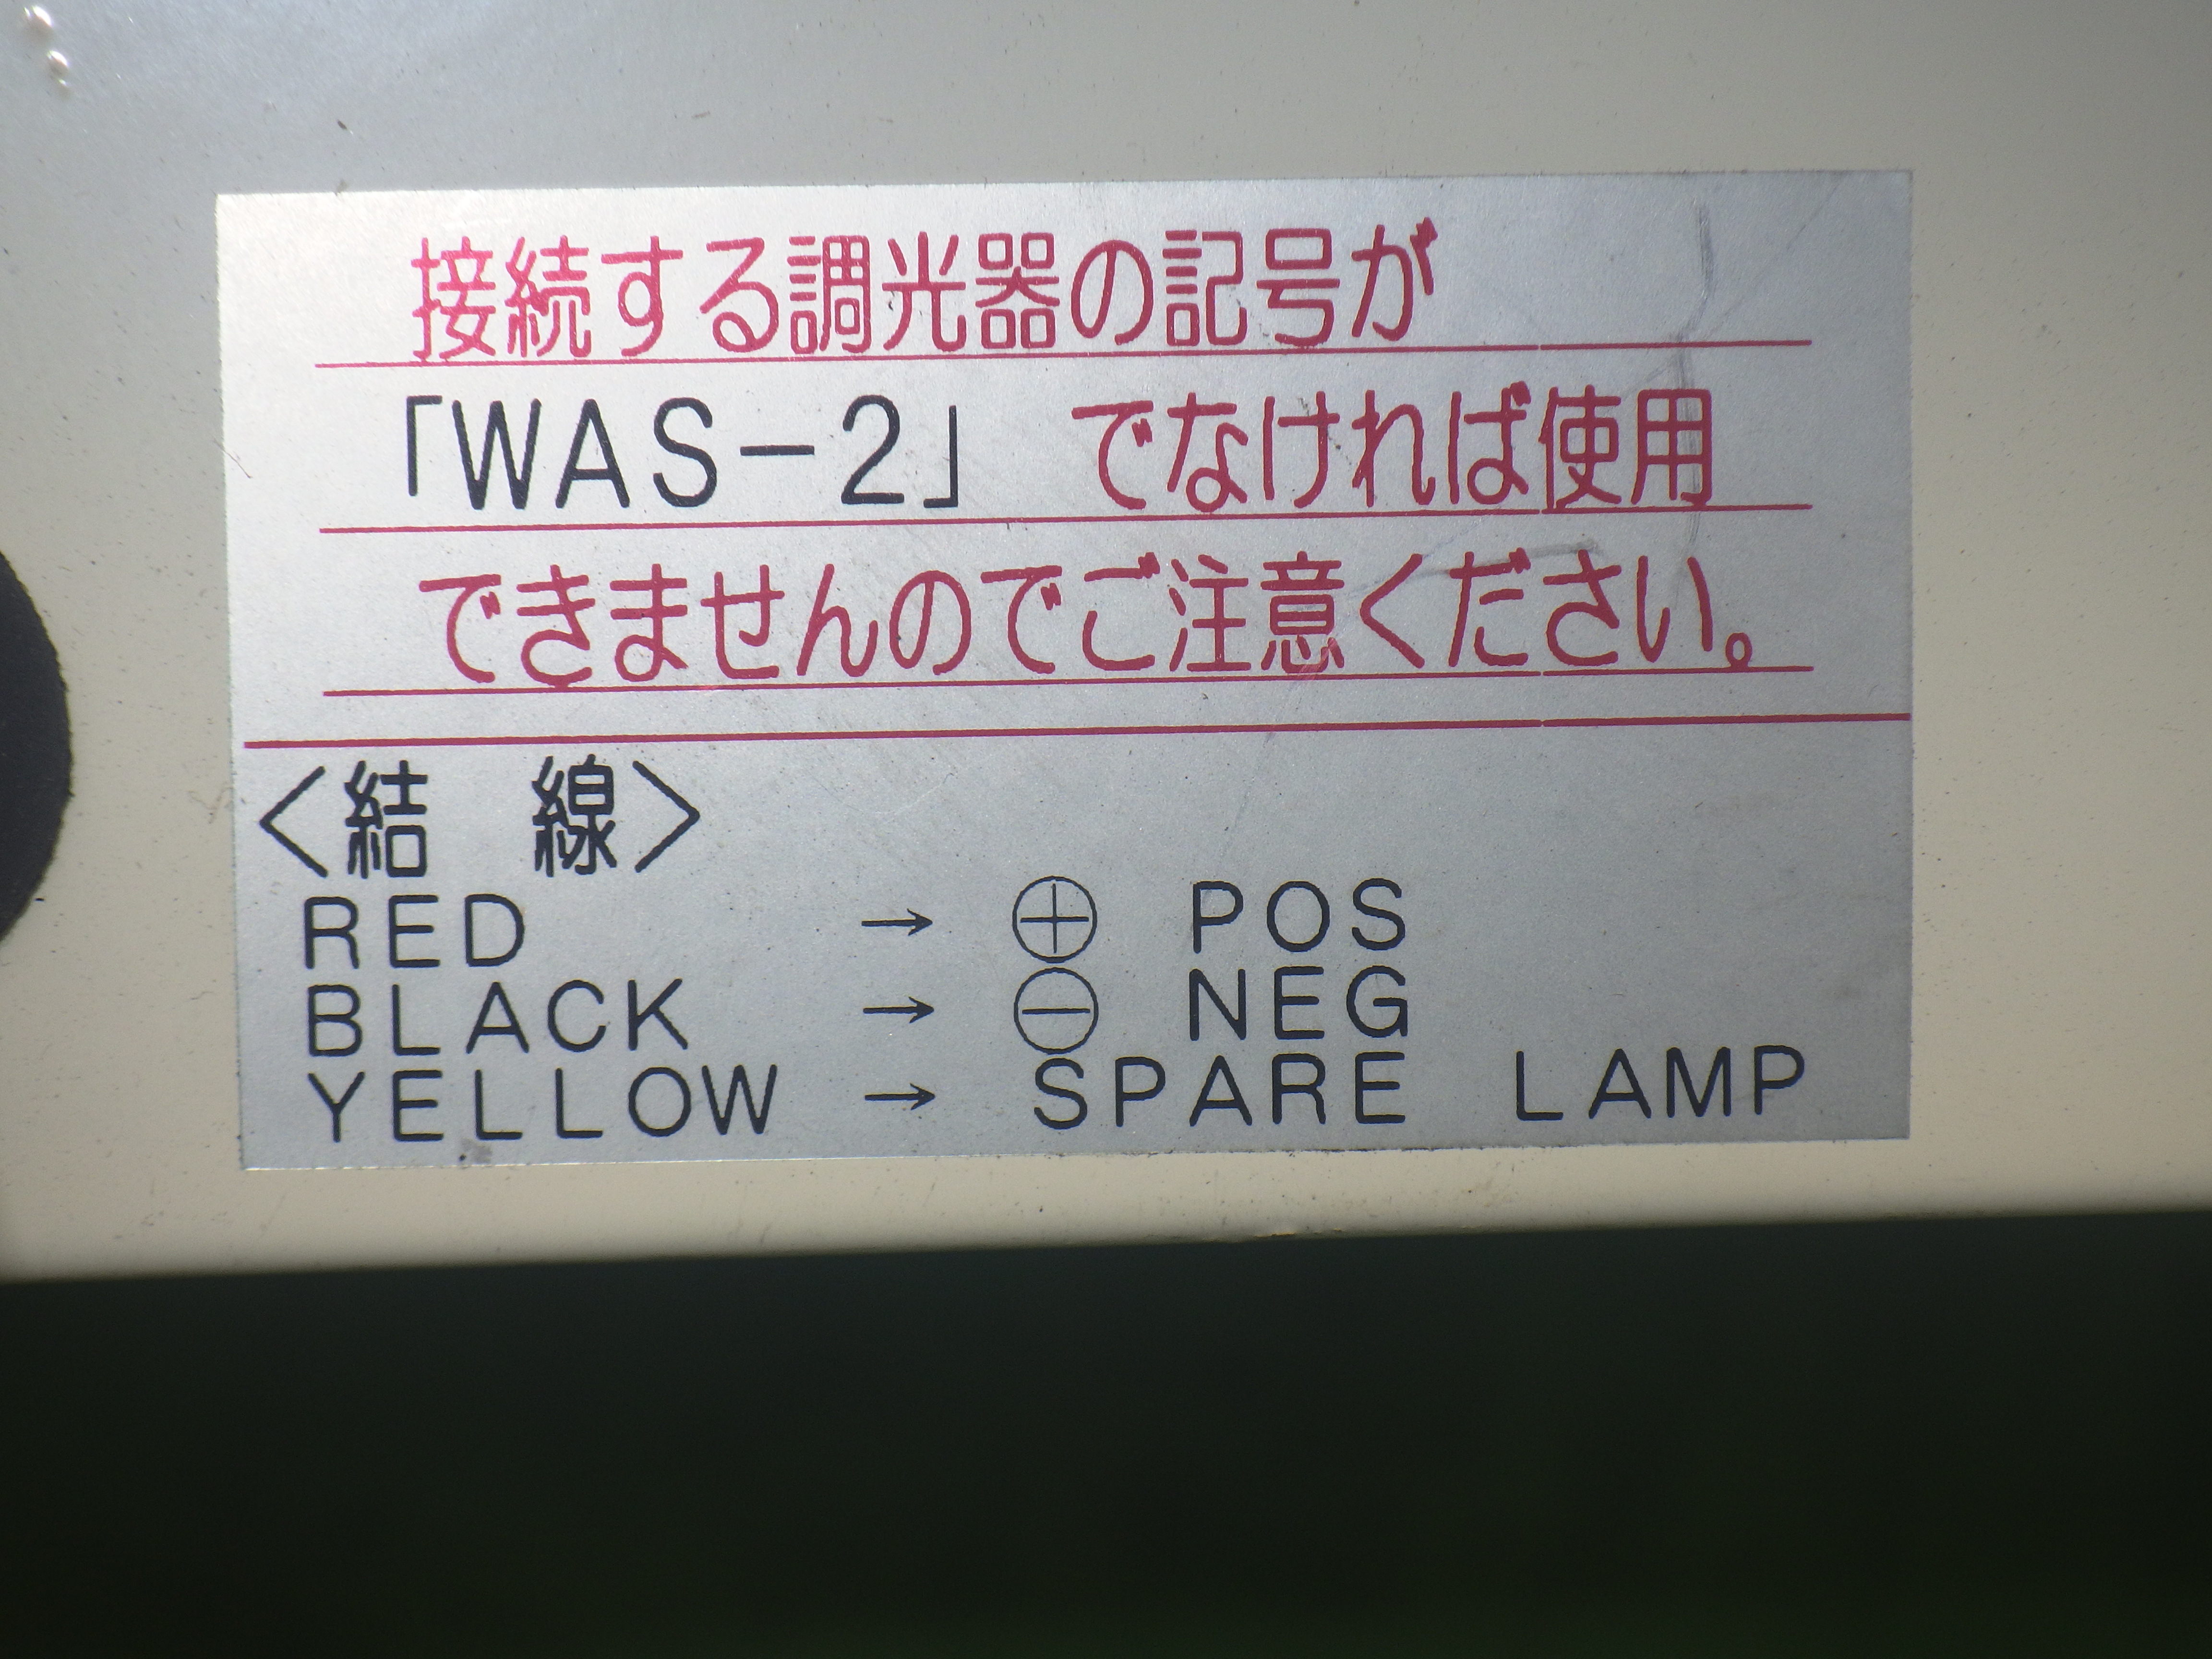 接続する調光器の記号が
「WAS-2」 でなければ使用
できませんのでご注意ください。
<結 線>
RED → ⊕ POS
BLACK → ⊖ NEG
YELLOW → SPARE LAMP